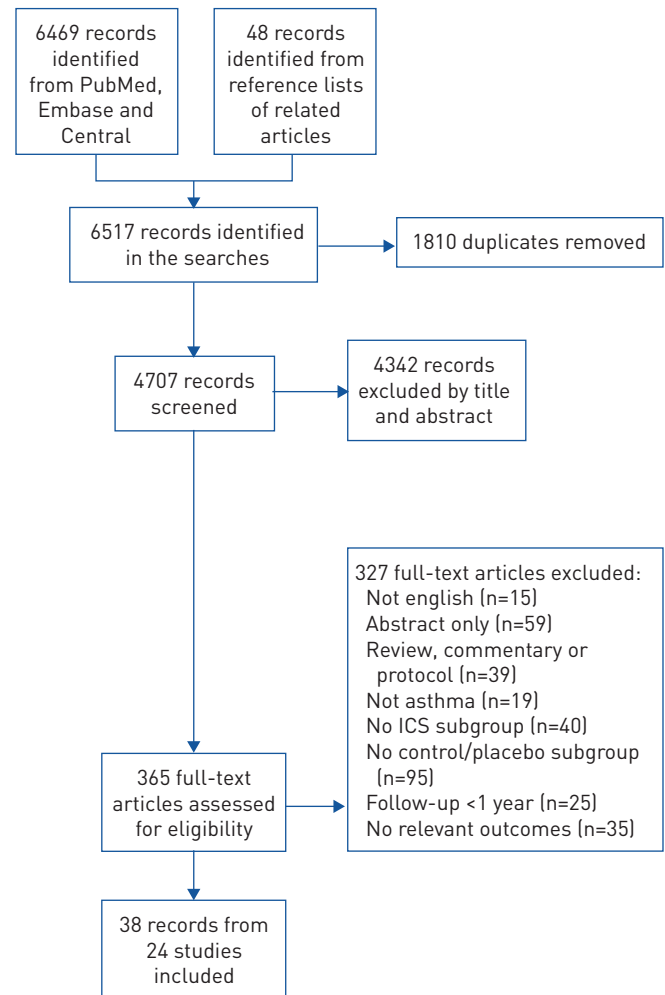 6469 records
identified
from PubMed,
Embase and
Central
48 records
identified from
reference lists
of related
articles
6517 records identified
in the searches
1810 duplicates removed
4707 records
screened
4342 records
excluded by title
and abstract
365 full-text
articles assessed
for eligibility
327 full-text articles excluded:
Not english (n=15)
Abstract only (n=59)
Review, commentary or
protocol (n=39)
Not asthma (n=19)
No ICS subgroup (n=40)
No control/placebo subgroup
(n=95)
Follow-up <1 year (n=25)
No relevant outcomes (n=35)
38 records from
24 studies
included